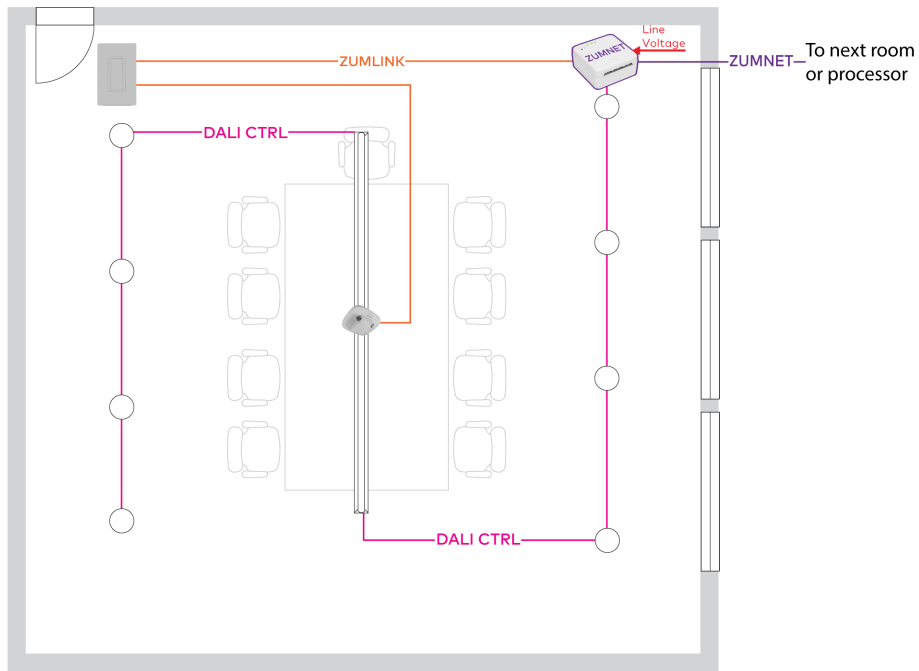 Line
Voltage
ZUMNET
ZUMLINK
ZUMNET
To next room
or processor
DALI CTRL
DALI CTRL